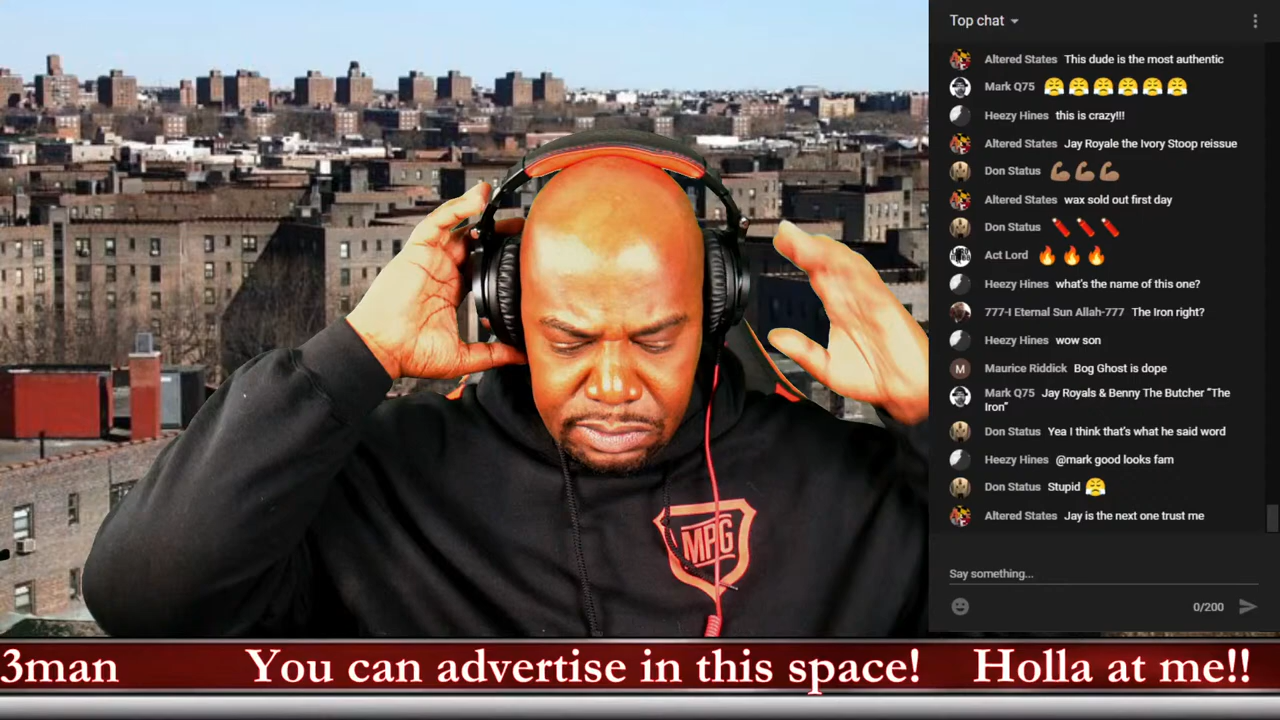 Top chat
Altered States This dude is the most authentic
Mark Q75 😤😤😤😤😤😤
Heezy Hines this is crazy!!!
Altered States Jay Royale the Ivory Stoop reissue
Don Status 💪🏽💪🏽💪🏽
Altered States wax sold out first day
Don Status 🧨🧨🧨
Act Lord 🔥🔥🔥
Heezy Hines what's the name of this one?
777-I Eternal Sun Allah-777 The Iron right?
Heezy Hines wow son
M Maurice Riddick Bog Ghost is dope
Mark Q75 Jay Royals & Benny The Butcher “The
Iron”
Don Status Yea I think that's what he said word
Heezy Hines @mark good looks fam
Don Status Stupid 😤
Altered States Jay is the next one trust me
Say something...
0/200
MPG
3man You can advertise in this space! Holla at me!!